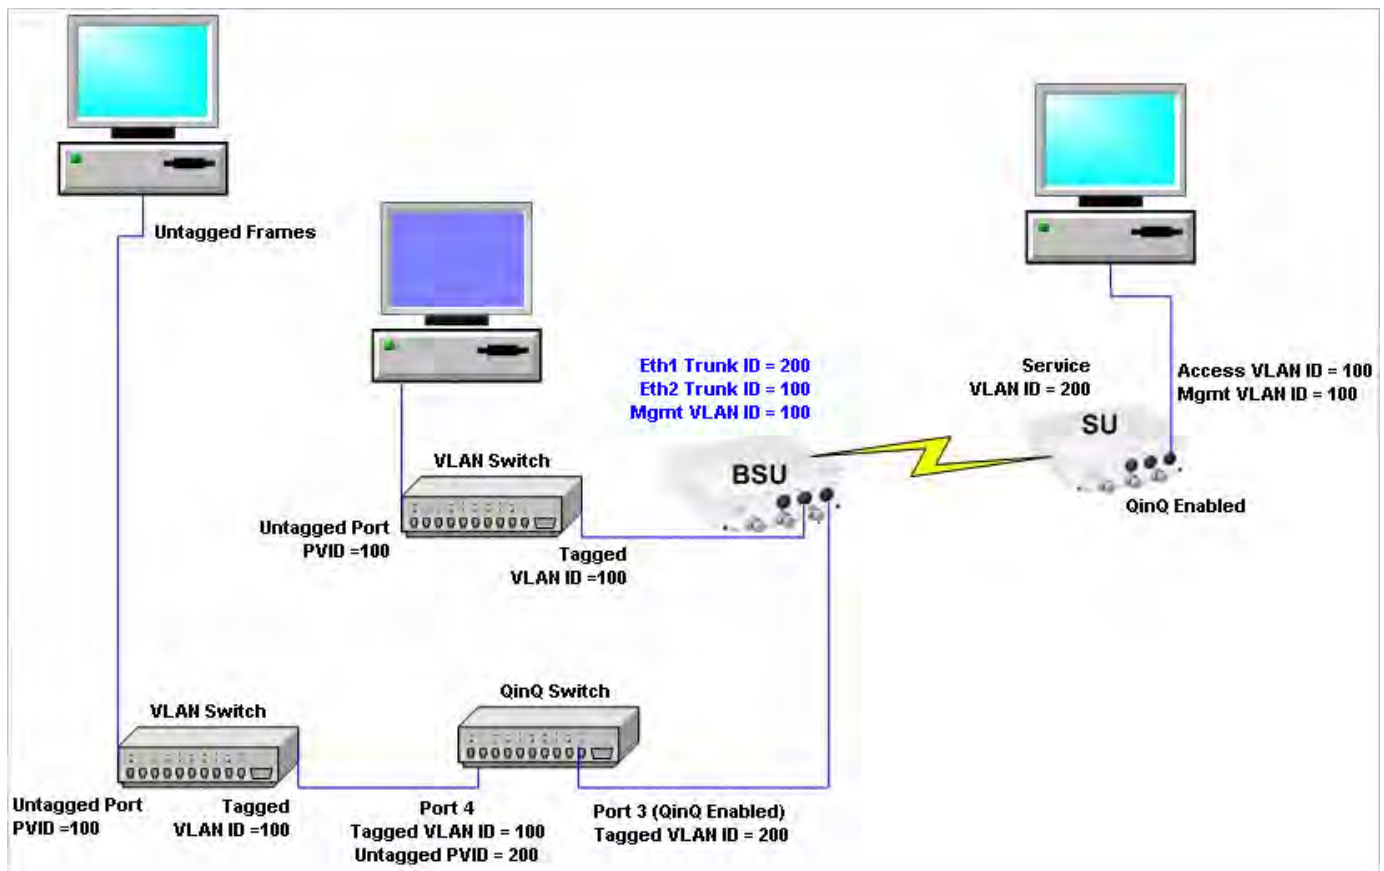 Untagged Frames
Eth1 Trunk ID = 200
Eth2 Trunk ID = 100
Mgmt VLAN ID = 100
Service
VLAN ID = 200
Access VLAN ID = 100
Mgmt VLAN ID = 100
SU
BSU
QinQ Enabled
VLAN Switch
Untagged Port
PVID =100
Tagged
VLAN ID =100
QinQ Switch
VLAN Switch
Untagged Port
PVID =100
Tagged
VLAN ID =100
Port 4
Tagged VLAN ID = 100
Untagged PVID = 200
Port 3 (QinQ Enabled)
Tagged VLAN ID = 200